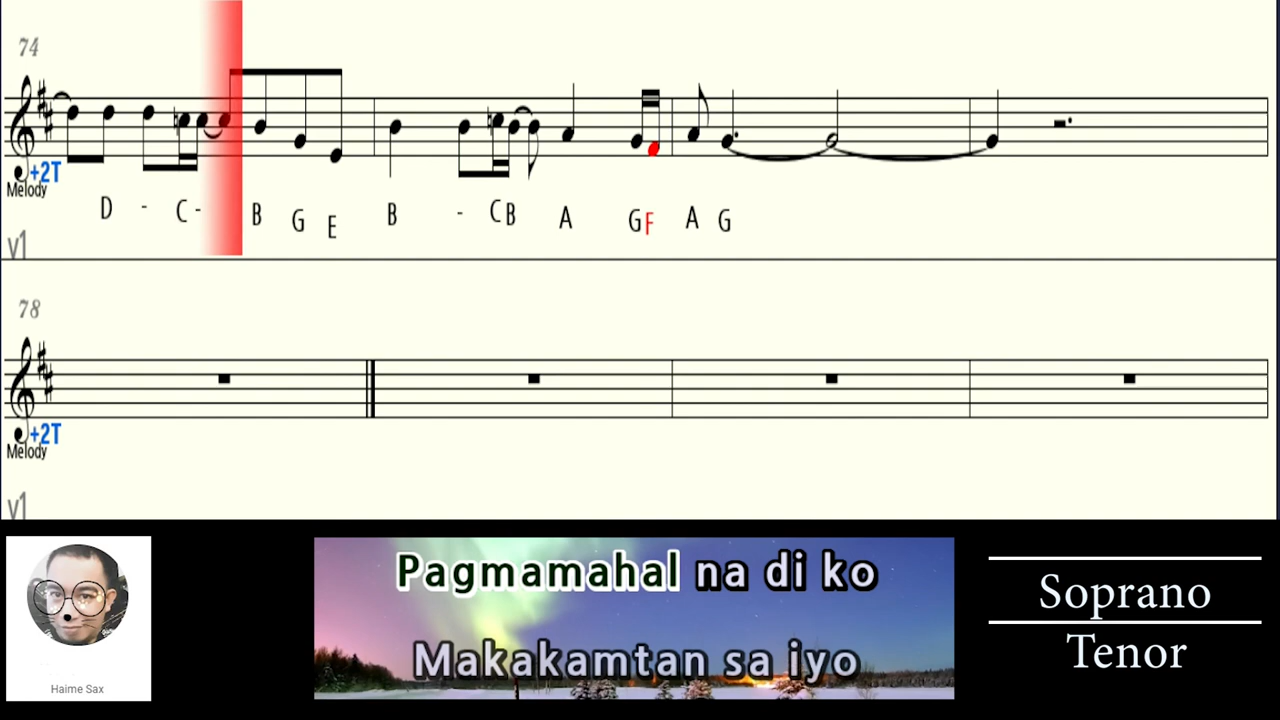 74
+2T
Melody
D - C - B G E B - C B A G F A G
v1
78
+2T
Melody
v1
Haime Sax
Pagmamahal na di ko
Makakamtan sa iyo
Soprano
Tenor